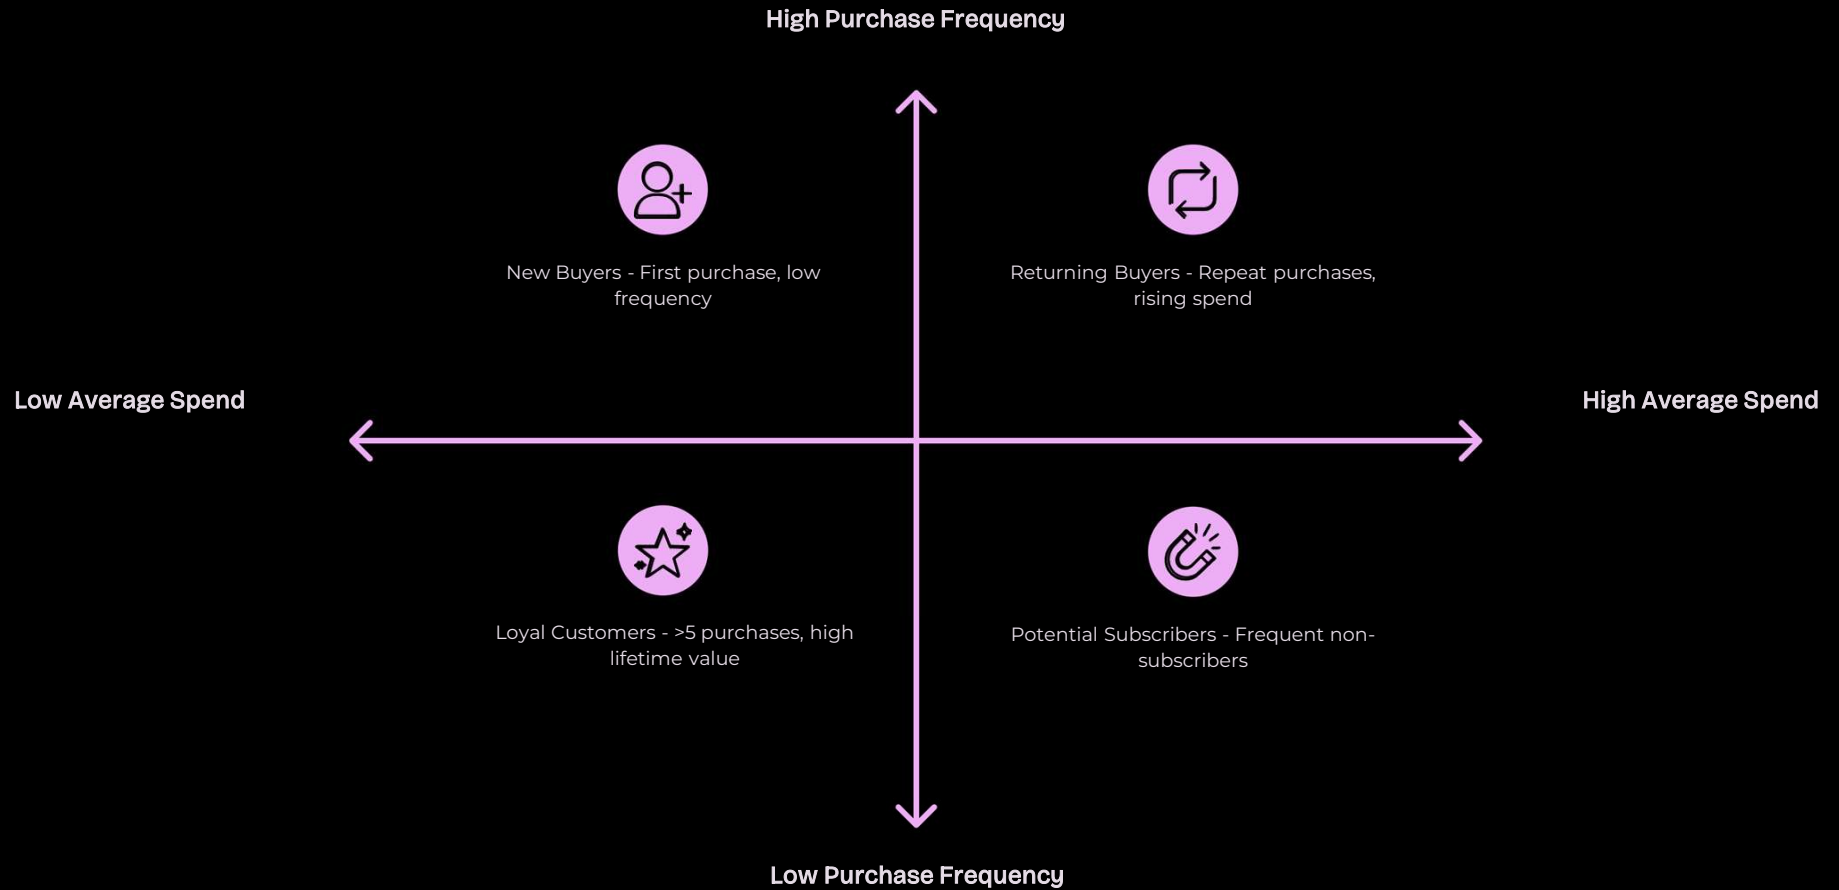 High Purchase Frequency
New Buyers - First purchase, low
frequency
Returning Buyers - Repeat purchases,
rising spend
Low Average Spend
High Average Spend
Loyal Customers - >5 purchases, high
lifetime value
Potential Subscribers - Frequent non-
subscribers
Low Purchase Frequency